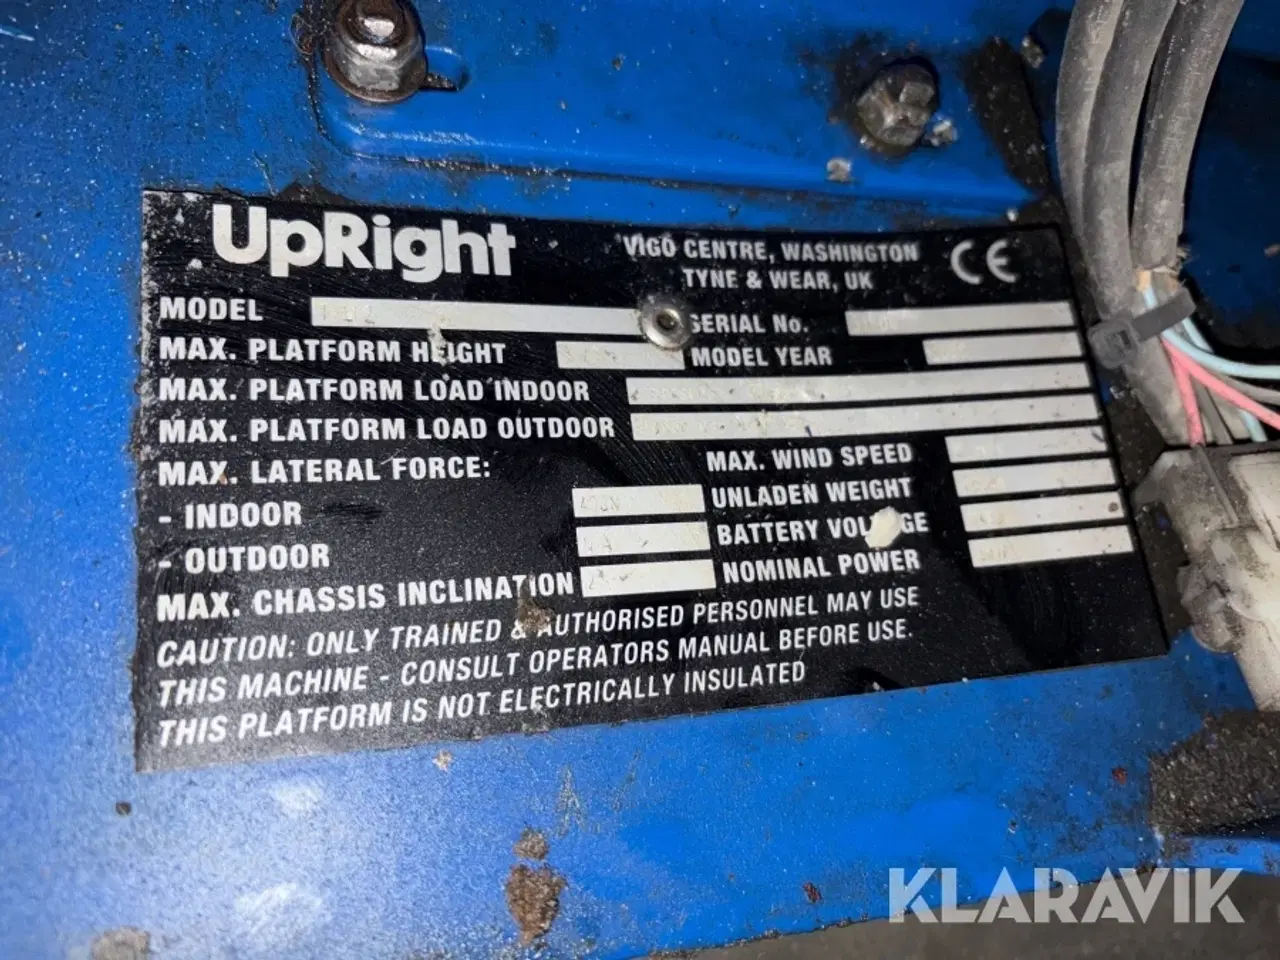 UpRight
VIGO CENTRE, WASHINGTON
TYNE & WEAR, UK
CE
MODEL
SERIAL No.
MAX. PLATFORM HEIGHT
MODEL YEAR
MAX. PLATFORM LOAD INDOOR
MAX. PLATFORM LOAD OUTDOOR
MAX. LATERAL FORCE:
MAX. WIND SPEED
- INDOOR
UNLADEN WEIGHT
- OUTDOOR
BATTERY VOLTAGE
MAX. CHASSIS INCLINATION
NOMINAL POWER
CAUTION: ONLY TRAINED & AUTHORISED PERSONNEL MAY USE
THIS MACHINE - CONSULT OPERATORS MANUAL BEFORE USE.
THIS PLATFORM IS NOT ELECTRICALLY INSULATED
KLARAVIK